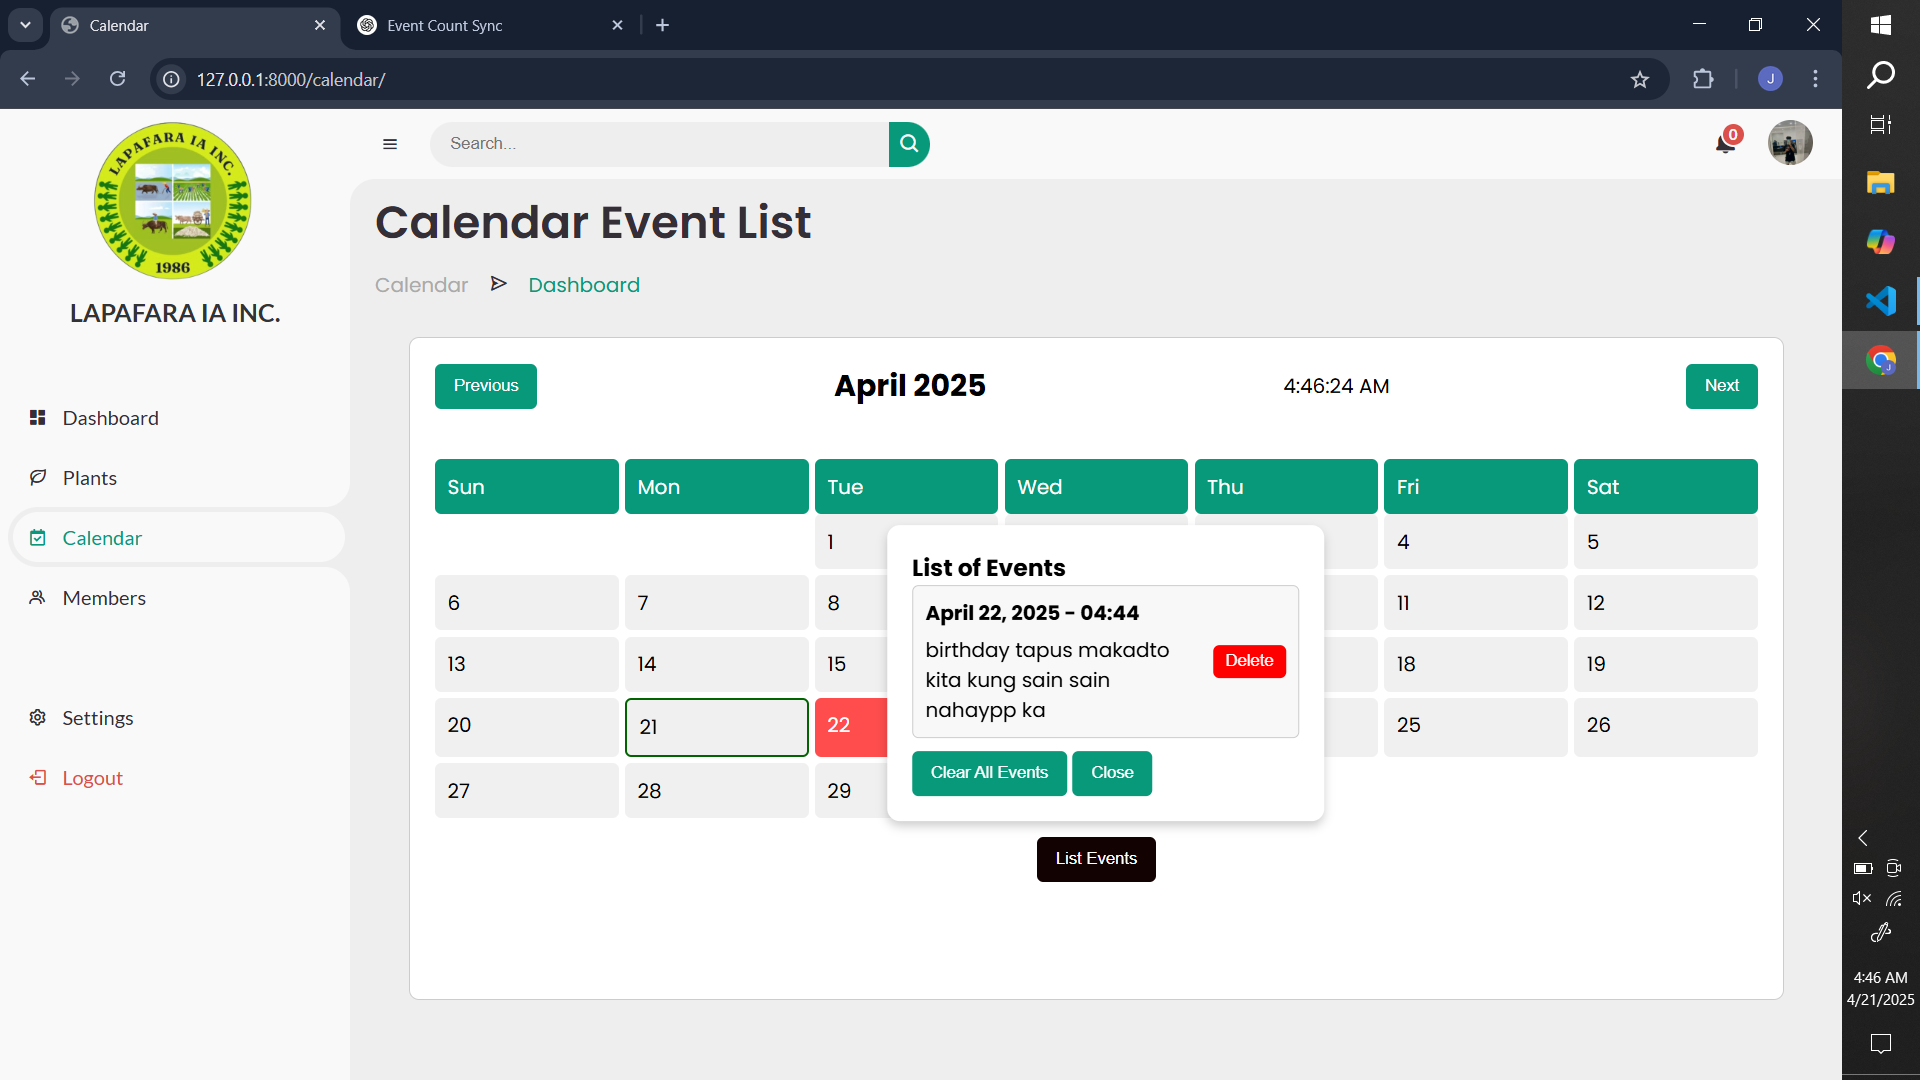 Calendar
Event Count Sync
127.0.0.1:8000/calendar/
J
LAPAFARA IA INC.
1986
LAPAFARA IA INC.
Dashboard
Plants
Calendar
Members
Settings
Logout
Search...
0
Calendar Event List
Calendar
Dashboard
Previous
April 2025
4:46:24 AM
Next
Sun Mon Tue Wed Thu Fri Sat
1 4 5
6 7 8 11 12
13 14 15 18 19
20 21 22 25 26
27 28 29
List of Events
April 22, 2025 - 04:44
birthday tapus makadto
kita kung sain sain
nahaypp ka
Delete
Clear All Events
Close
List Events
J
4:46 AM
4/21/2025